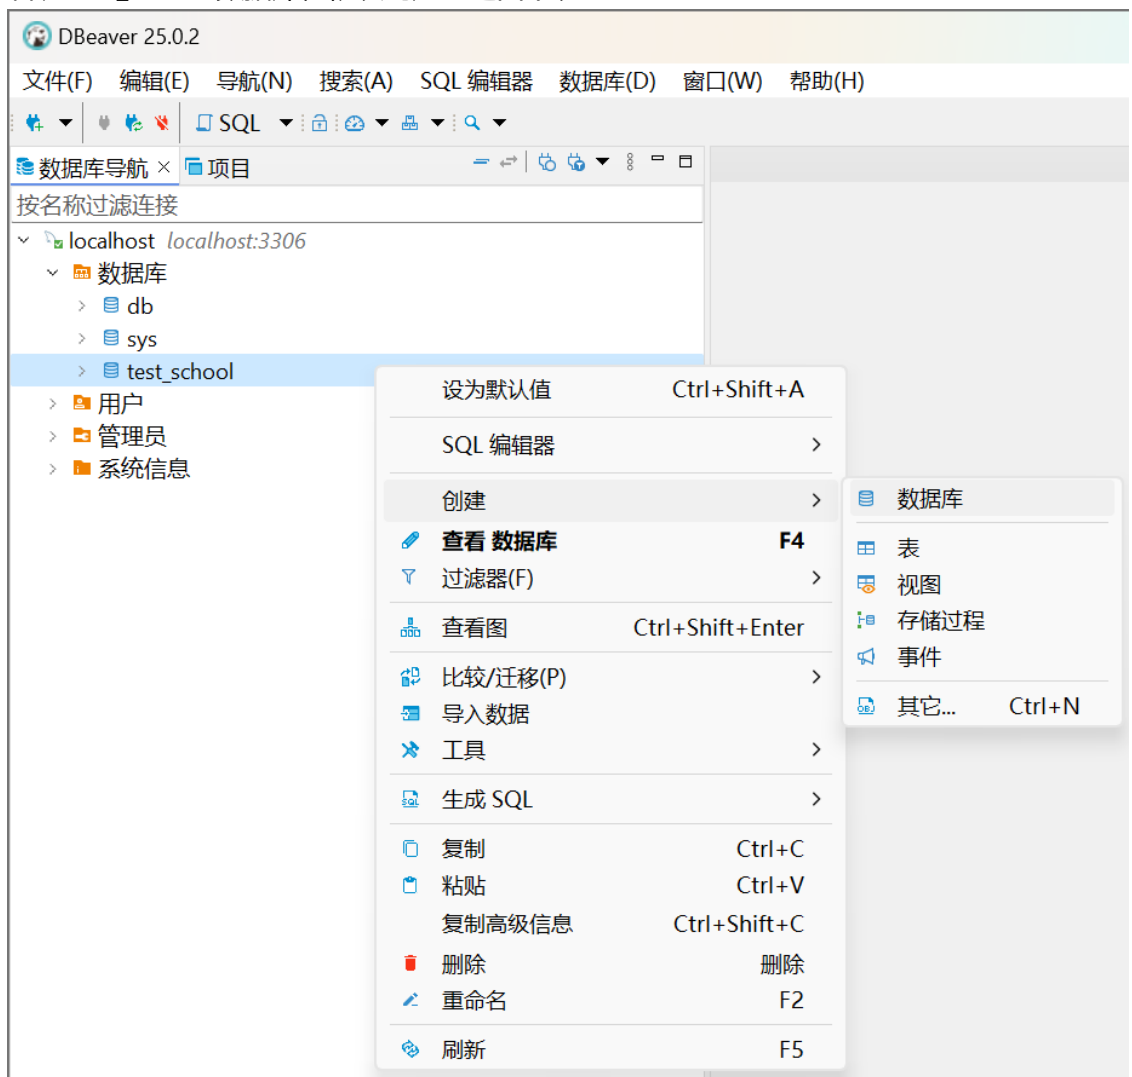 DBeaver 25.0.2
文件(F) 编辑(E) 导航(N) 搜索(A) SQL 编辑器 数据库(D) 窗口(W) 帮助(H)
SQL
数据库导航 项目
按名称过滤连接
localhost localhost:3306
数据库
db
sys
test_school
用户
管理员
系统信息
设为默认值 Ctrl+Shift+A
SQL 编辑器
创建
查看 数据库 F4
过滤器(F)
查看图 Ctrl+Shift+Enter
比较/迁移(P)
导入数据
工具
生成 SQL
复制 Ctrl+C
粘贴 Ctrl+V
复制高级信息 Ctrl+Shift+C
删除 删除
重命名 F2
刷新 F5
数据库
表
视图
存储过程
事件
其它... Ctrl+N